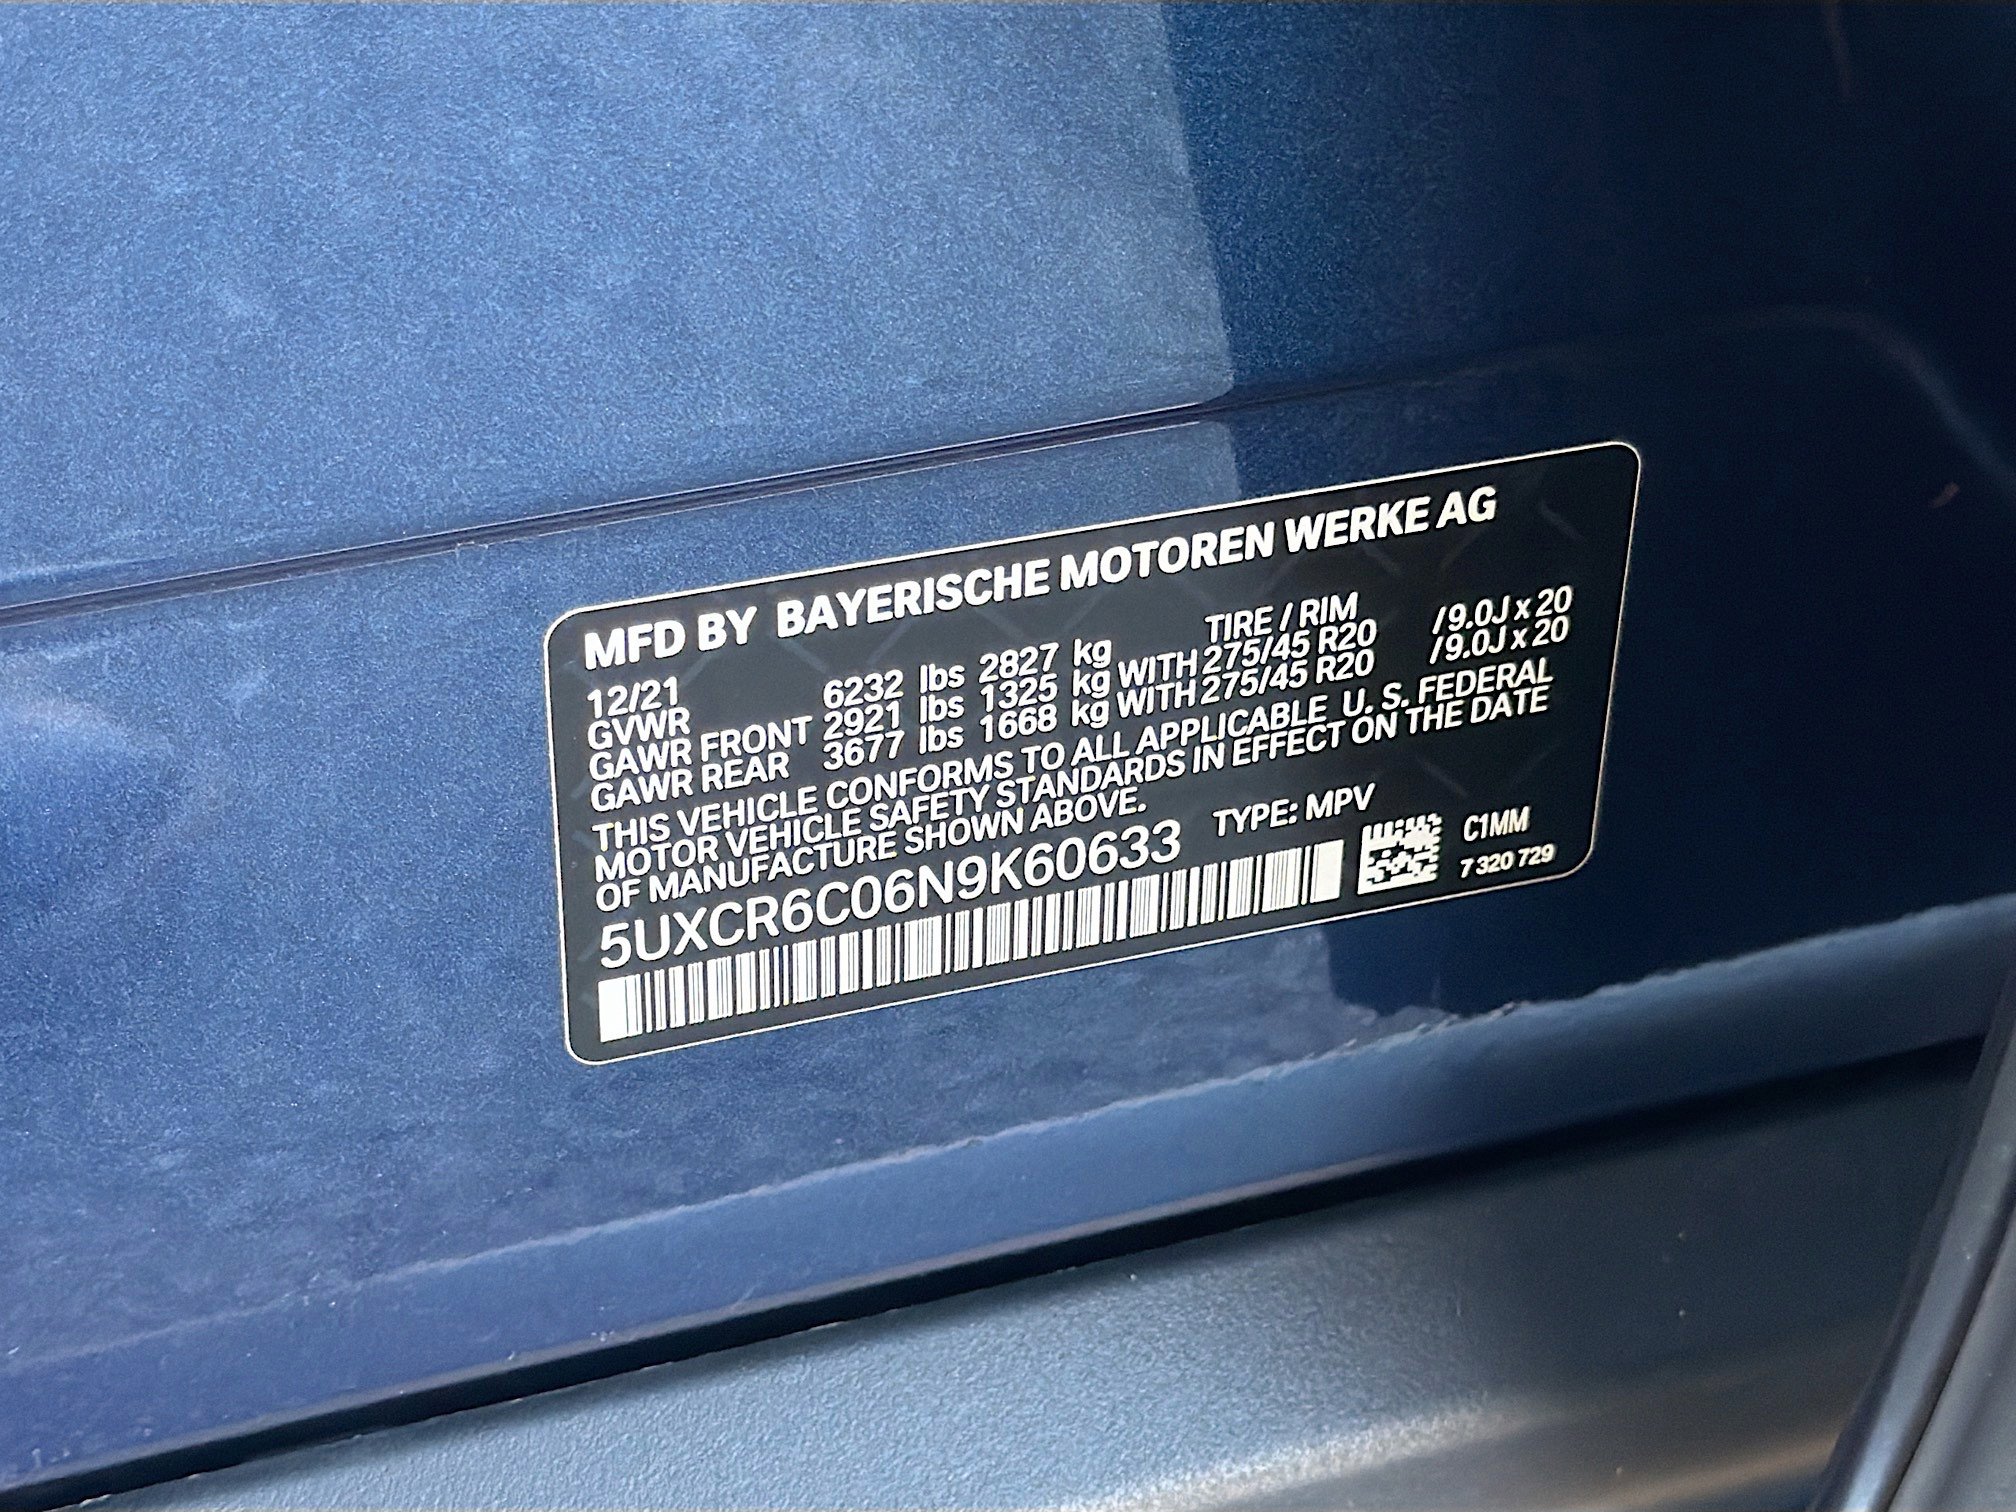 MFD BY BAYERISCHE MOTOREN WERKE AG
12/21 TIRE / RIM
GVWR 6232 lbs 2827 kg
GAWR FRONT 2921 lbs 1325 kg WITH 275/45 R20 /9.0J x 20
GAWR REAR 3677 lbs 1668 kg WITH 275/45 R20 /9.0J x 20
THIS VEHICLE CONFORMS TO ALL APPLICABLE U. S. FEDERAL
MOTOR VEHICLE SAFETY STANDARDS IN EFFECT ON THE DATE
OF MANUFACTURE SHOWN ABOVE.
5UXCR6C06N9K60633 TYPE: MPV
C1MM
7 320 729